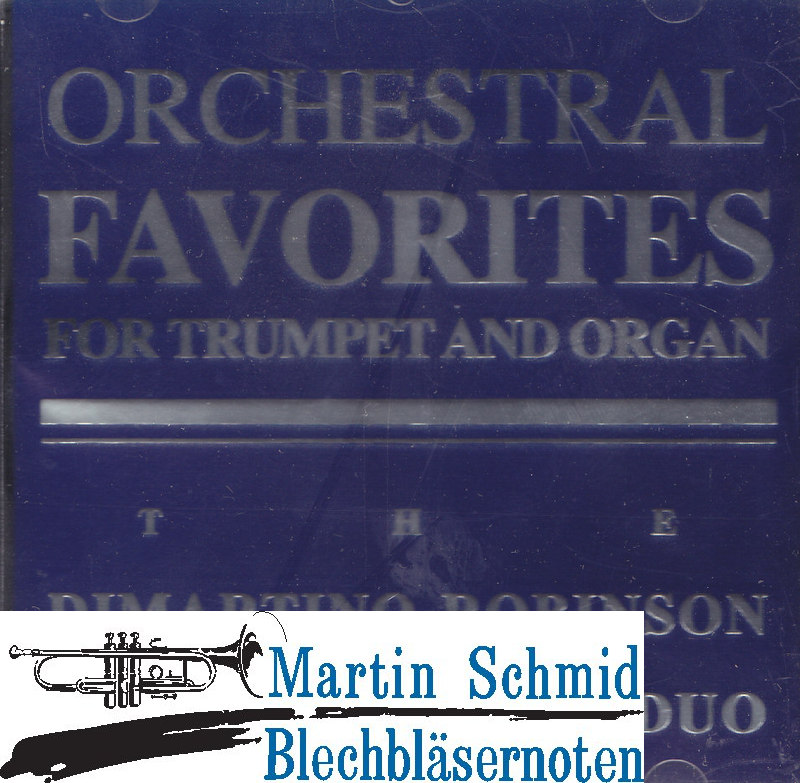 ORCHESTRAL
FAVORITES
FOR TRUMPET AND ORGAN
T H E
DIMARTINO ROBINSON
DUO
Martin Schmid
Blechbläsernoten